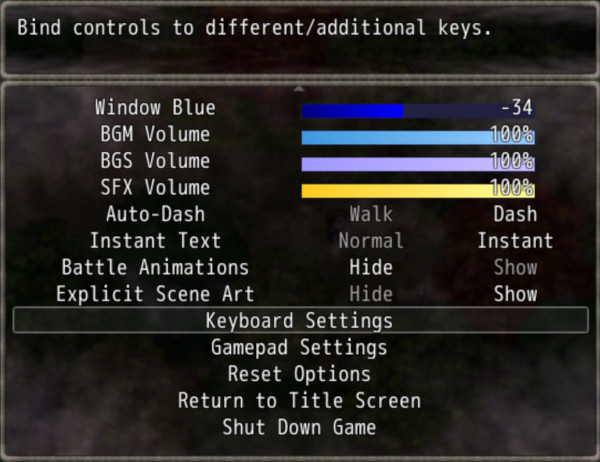 Bind controls to different/additional keys.
Window Blue -34
BGM Volume 100%
BGS Volume 100%
SFX Volume 100%
Auto-Dash Walk Dash
Instant Text Normal Instant
Battle Animations Hide Show
Explicit Scene Art Hide Show
Keyboard Settings
Gamepad Settings
Reset Options
Return to Title Screen
Shut Down Game